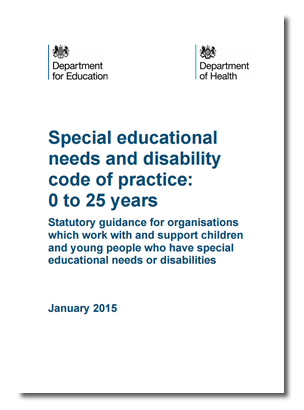 Department
for Education
Department
of Health
Special educational
needs and disability
code of practice:
0 to 25 years
Statutory guidance for organisations
which work with and support children
and young people who have special
educational needs or disabilities
January 2015